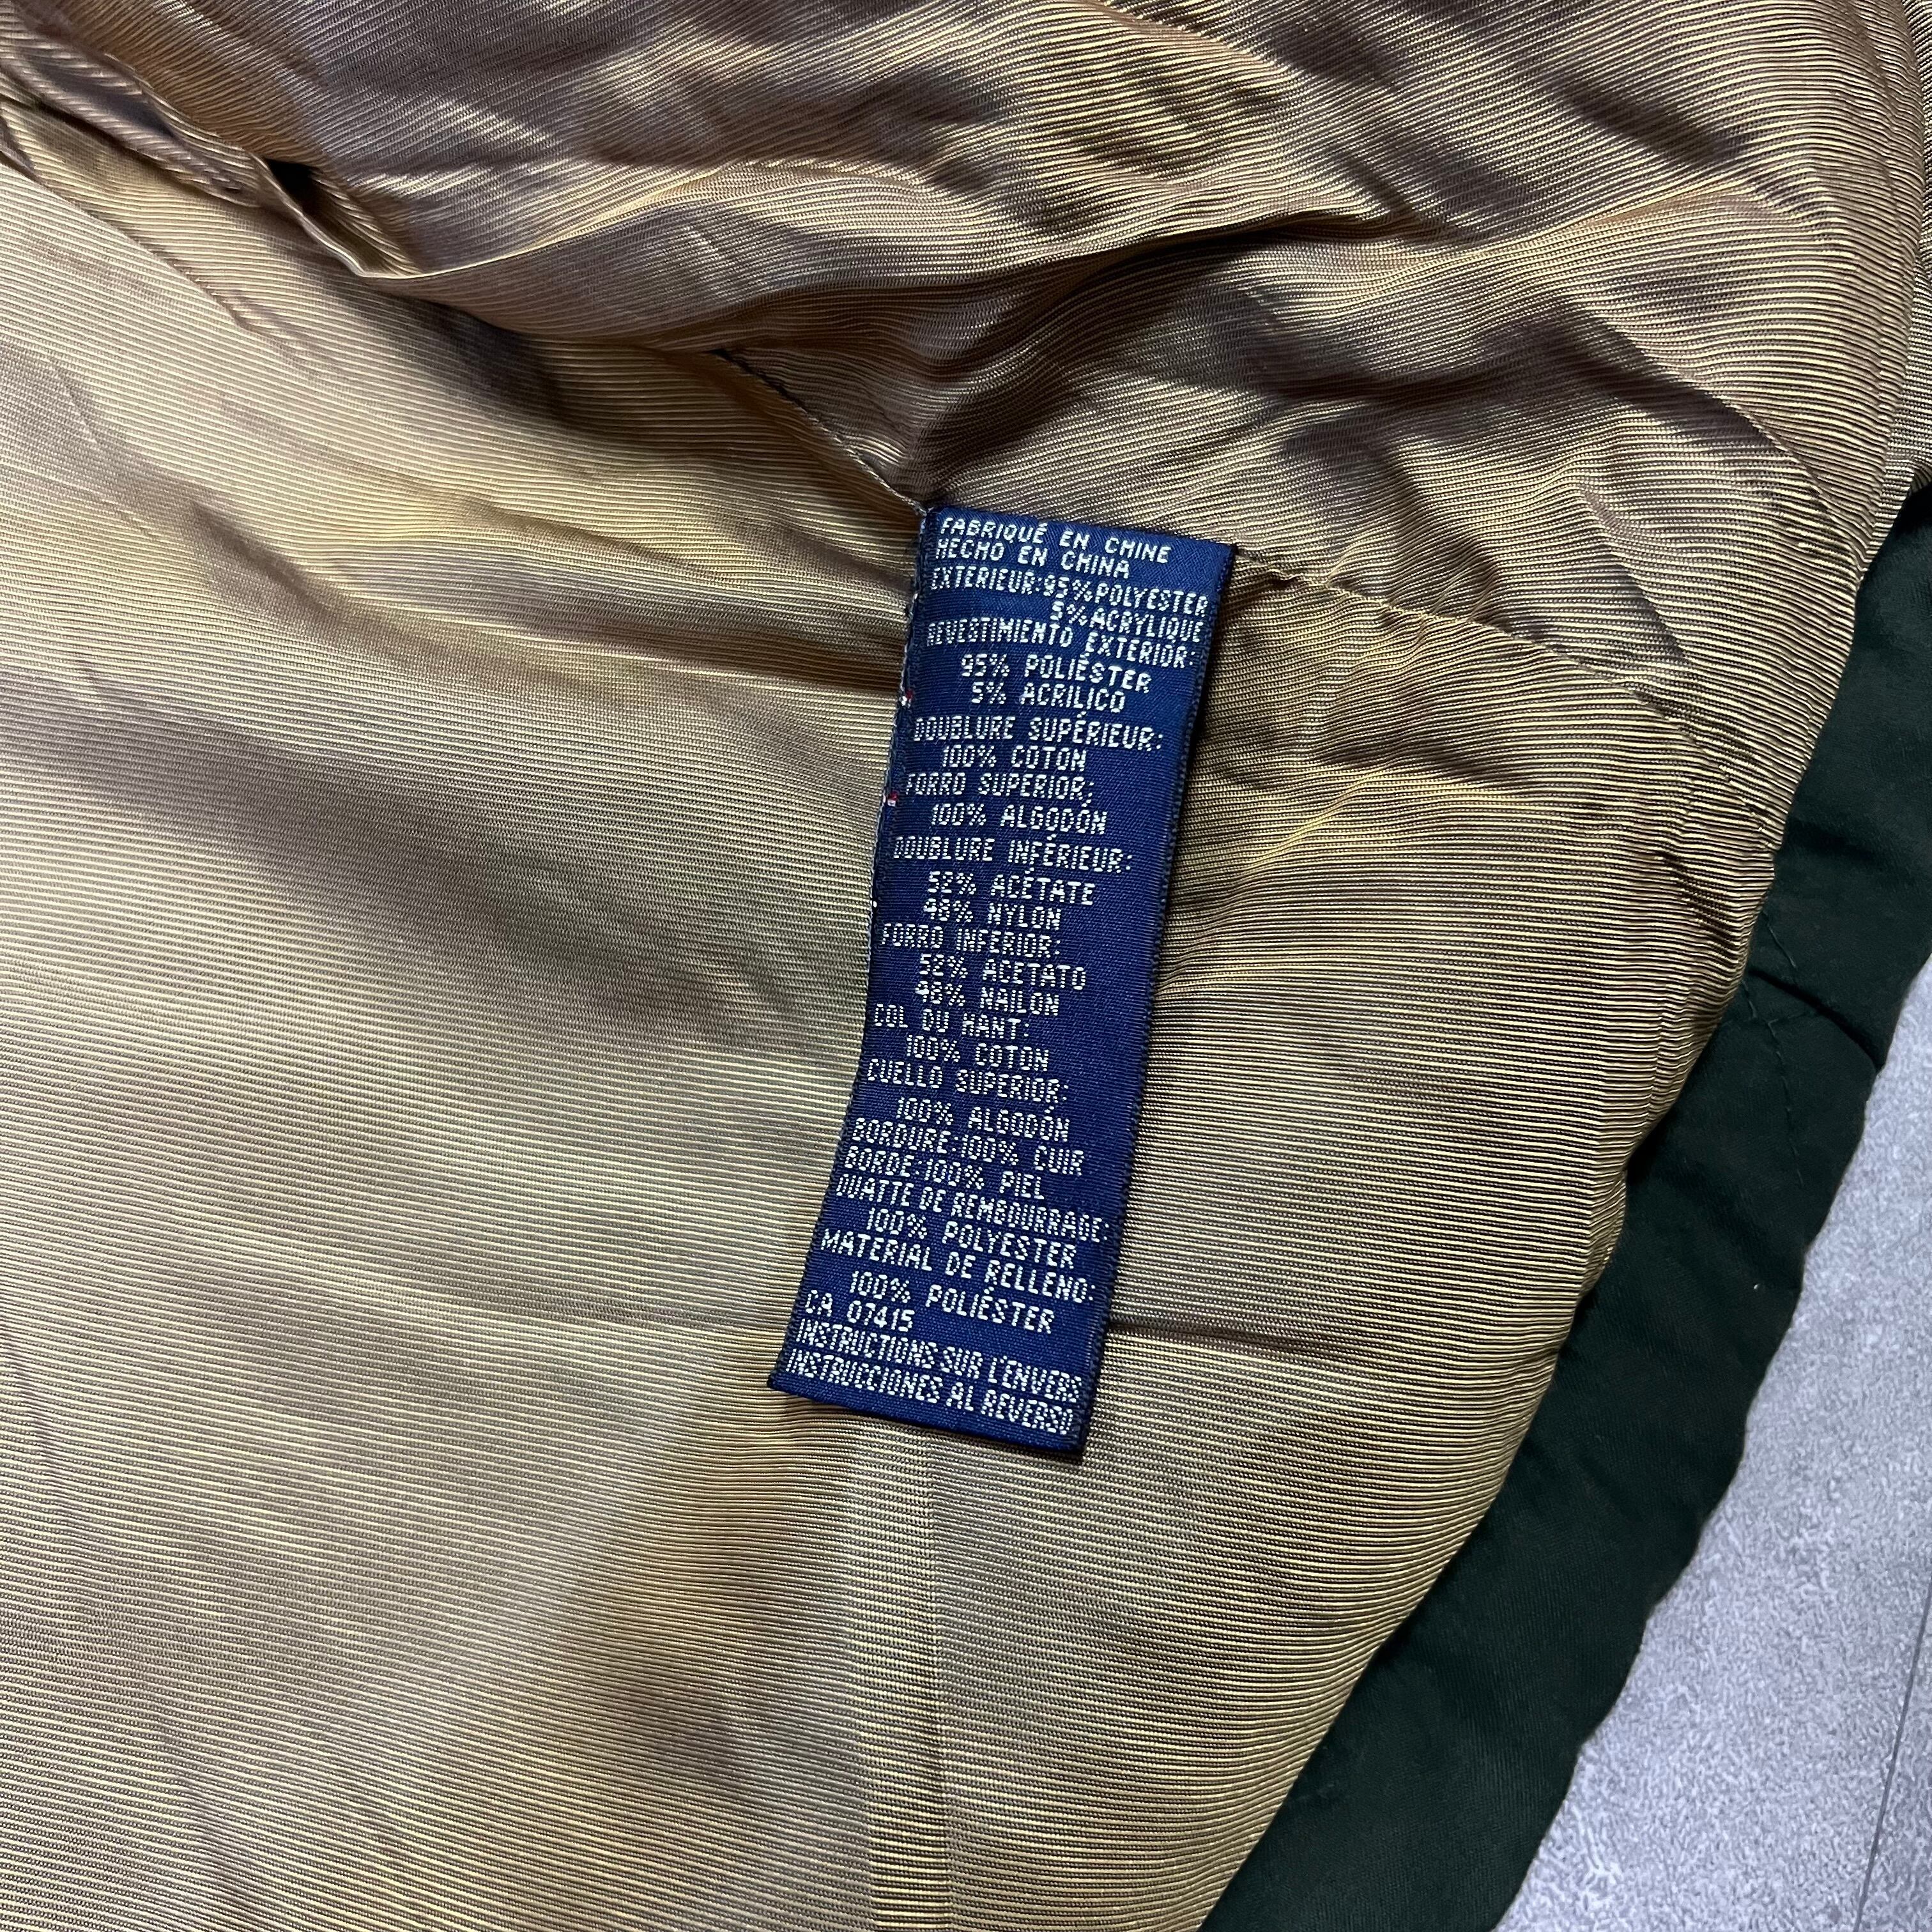 FABRIQUÉ EN CHINE
HECHO EN CHINA
EXTERIEUR:95%POLYESTER
5%ACRYLIQUE
REVESTIMIENTO EXTERIOR:
95% POLIÉSTER
5% ACRILICO
DOUBLURE SUPÉRIEUR:
100% COTON
FORRO SUPERIOR;
100% ALGODÓN
DOUBLURE INFÉRIEUR:
52% ACÉTATE
48% NYLON
FORRO INFERIOR:
52% ACETATO
48% NAILON
COL DU HANT:
100% COTON
CUELLO SUPERIOR:
100% ALGODÓN
BORDURE:100% CUIR
BORDE:100% PIEL
OUATTE DE REMBOURRAGE:
100% POLYESTER
MATERIAL DE RELLENO:
100% POLIÉSTER
CA 07415
INSTRUCTIONS SUR L'ENVERS
INSTRUCCIONES AL REVERSO